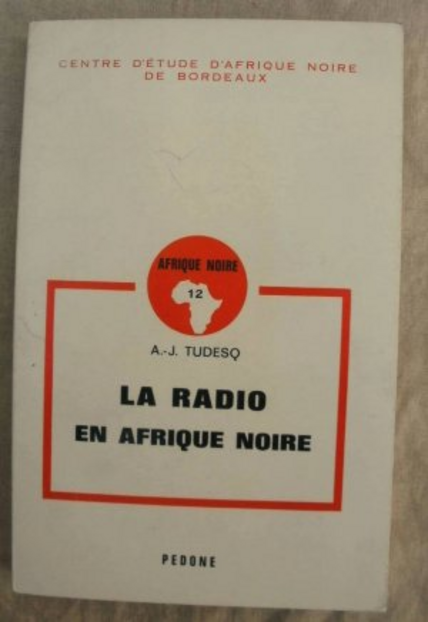 CENTRE D'ÉTUDE D'AFRIQUE NOIRE
DE BORDEAUX
AFRIQUE NOIRE
12
A.-J. TUDESQ
LA RADIO
EN AFRIQUE NOIRE
PEDONE